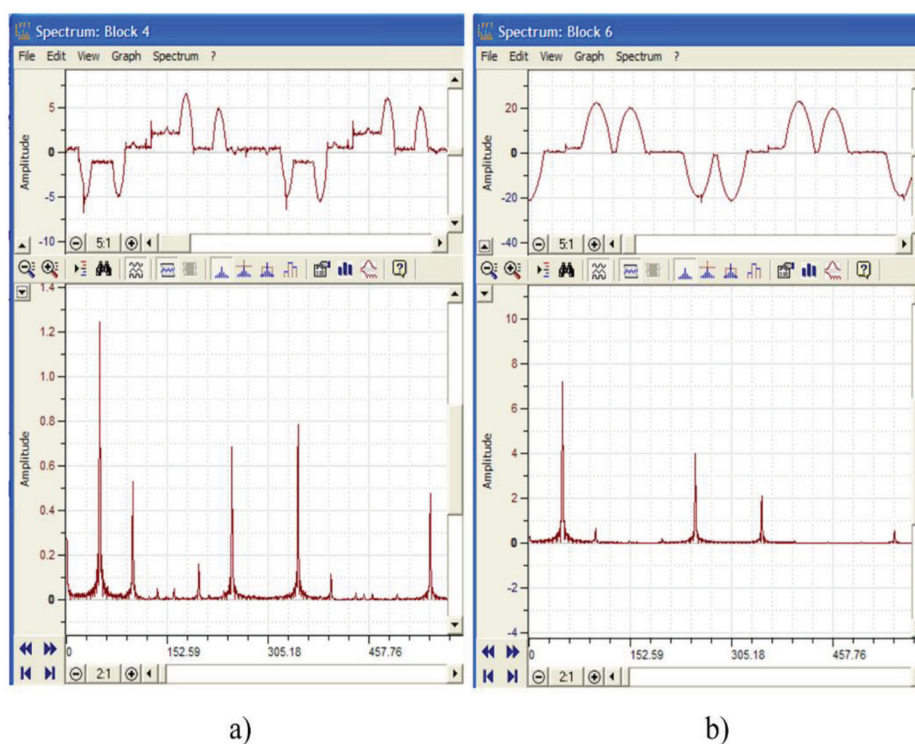 Spectrum: Block 4
File Edit View Graph Spectrum ?
Amplitude
5
0
-5
-10
5:1
1.4
1.2
1.0
0.8
0.6
0.4
0.2
0
Amplitude
0 152.59 305.18 457.76
2:1
a)
Spectrum: Block 6
File Edit View Graph Spectrum ?
Amplitude
20
0
-20
-40
5:1
10
8
6
4
2
0
-2
-4
Amplitude
0 152.59 305.18 457.76
2:1
b)